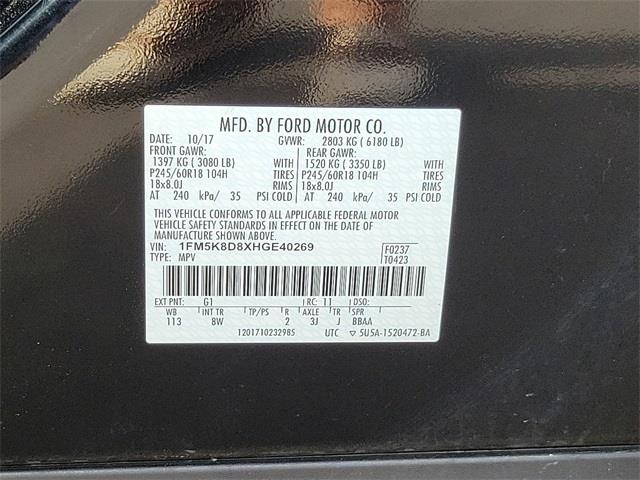 MFD. BY FORD MOTOR CO.
DATE: 10/17 GVWR: 2803 KG ( 6180 LB)
FRONT GAWR: REAR GAWR:
1397 KG ( 3080 LB) WITH 1520 KG ( 3350 LB) WITH
P245/60R18 104H TIRES P245/60R18 104H TIRES
18x8.0J RIMS 18x8.0J RIMS
AT 240 kPa/ 35 PSI COLD AT 240 kPa/ 35 PSI COLD
THIS VEHICLE CONFORMS TO ALL APPLICABLE FEDERAL MOTOR
VEHICLE SAFETY STANDARDS IN EFFECT ON THE DATE OF
MANUFACTURE SHOWN ABOVE.
VIN: 1FM5K8D8XHGE40269 F0237
TYPE: MPV T0423
EXT PNT: G1 RC: 11 DSO:
WB INT TR TP/PS R AXLE TR SPR
113 8W 2 3J J BBAA
1201710232985 UTC ▽ 5U5A-1520472-BA